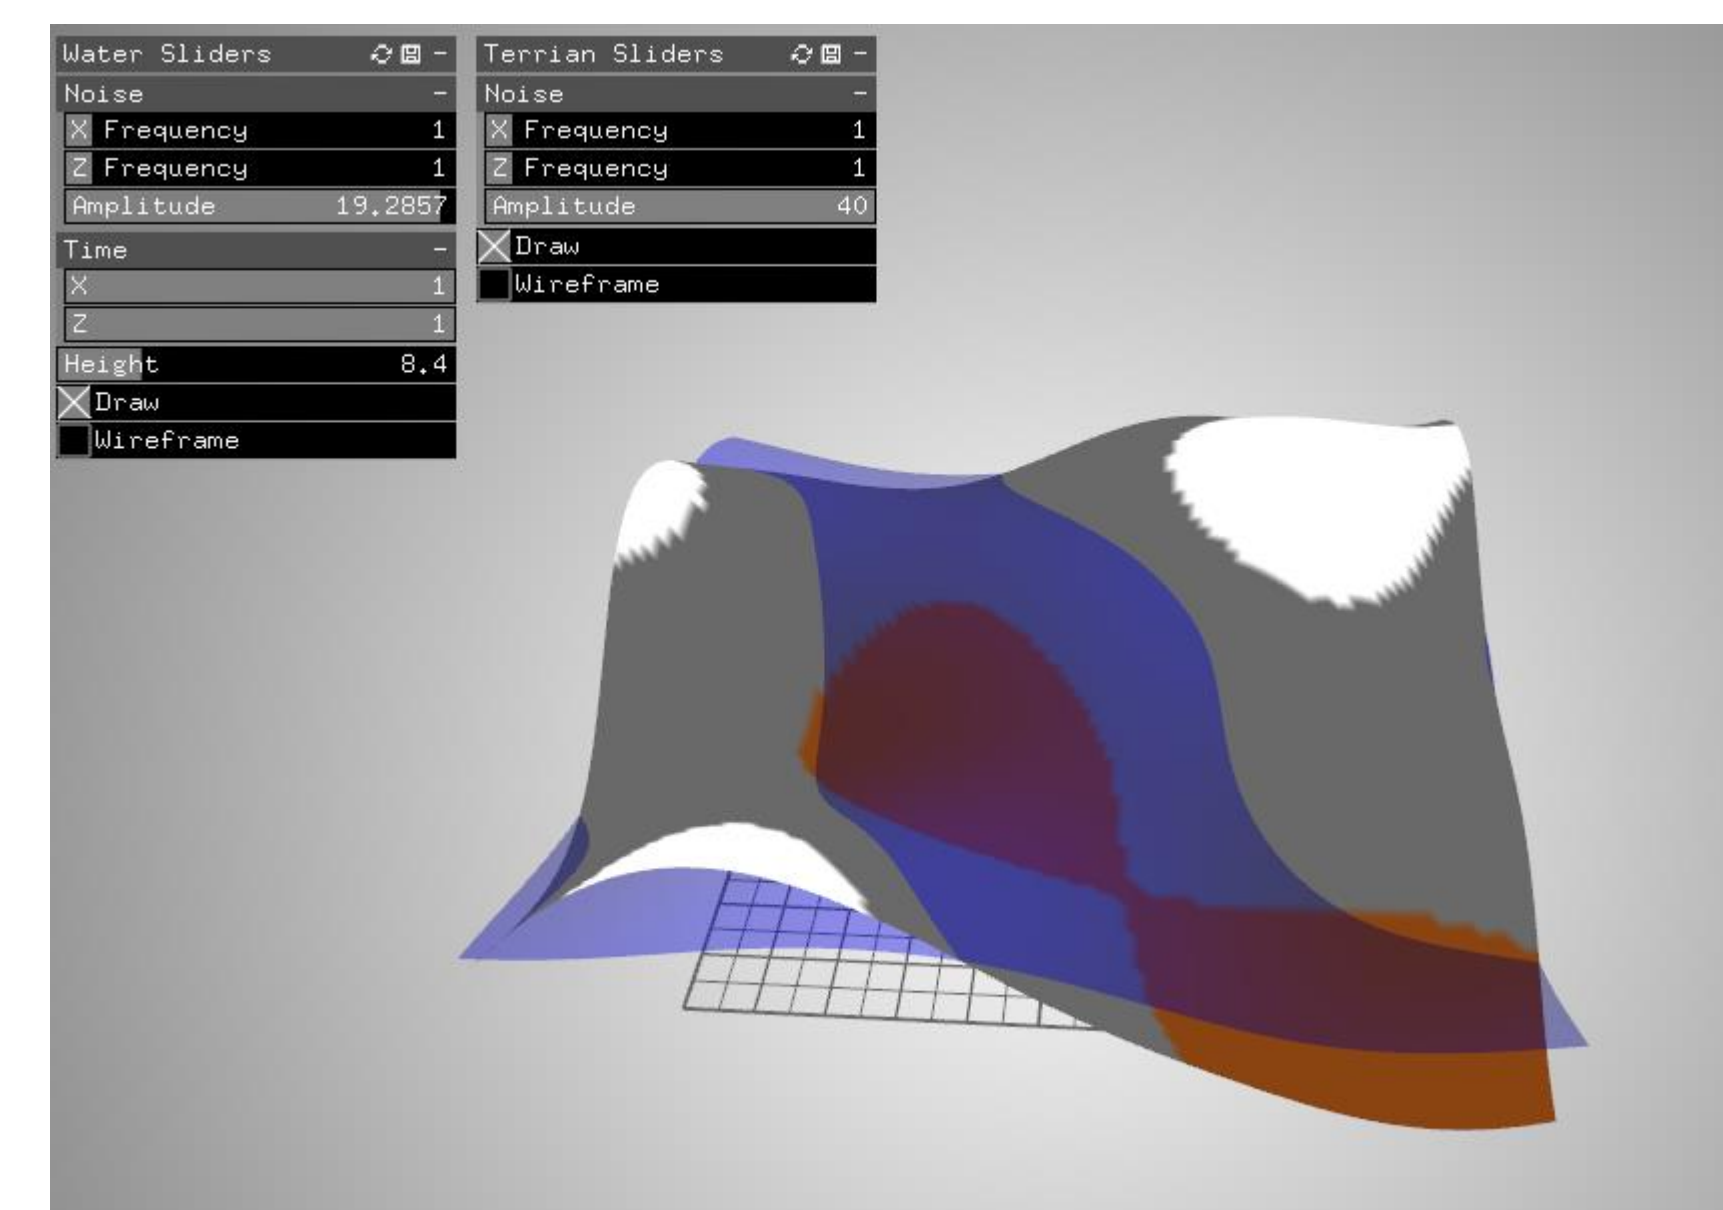 Water Sliders
Noise
X Frequency 1
Z Frequency 1
Amplitude 19.2857
Time
X 1
Z 1
Height 8.4
Draw
Wireframe
Terrian Sliders
Noise
X Frequency 1
Z Frequency 1
Amplitude 40
Draw
Wireframe